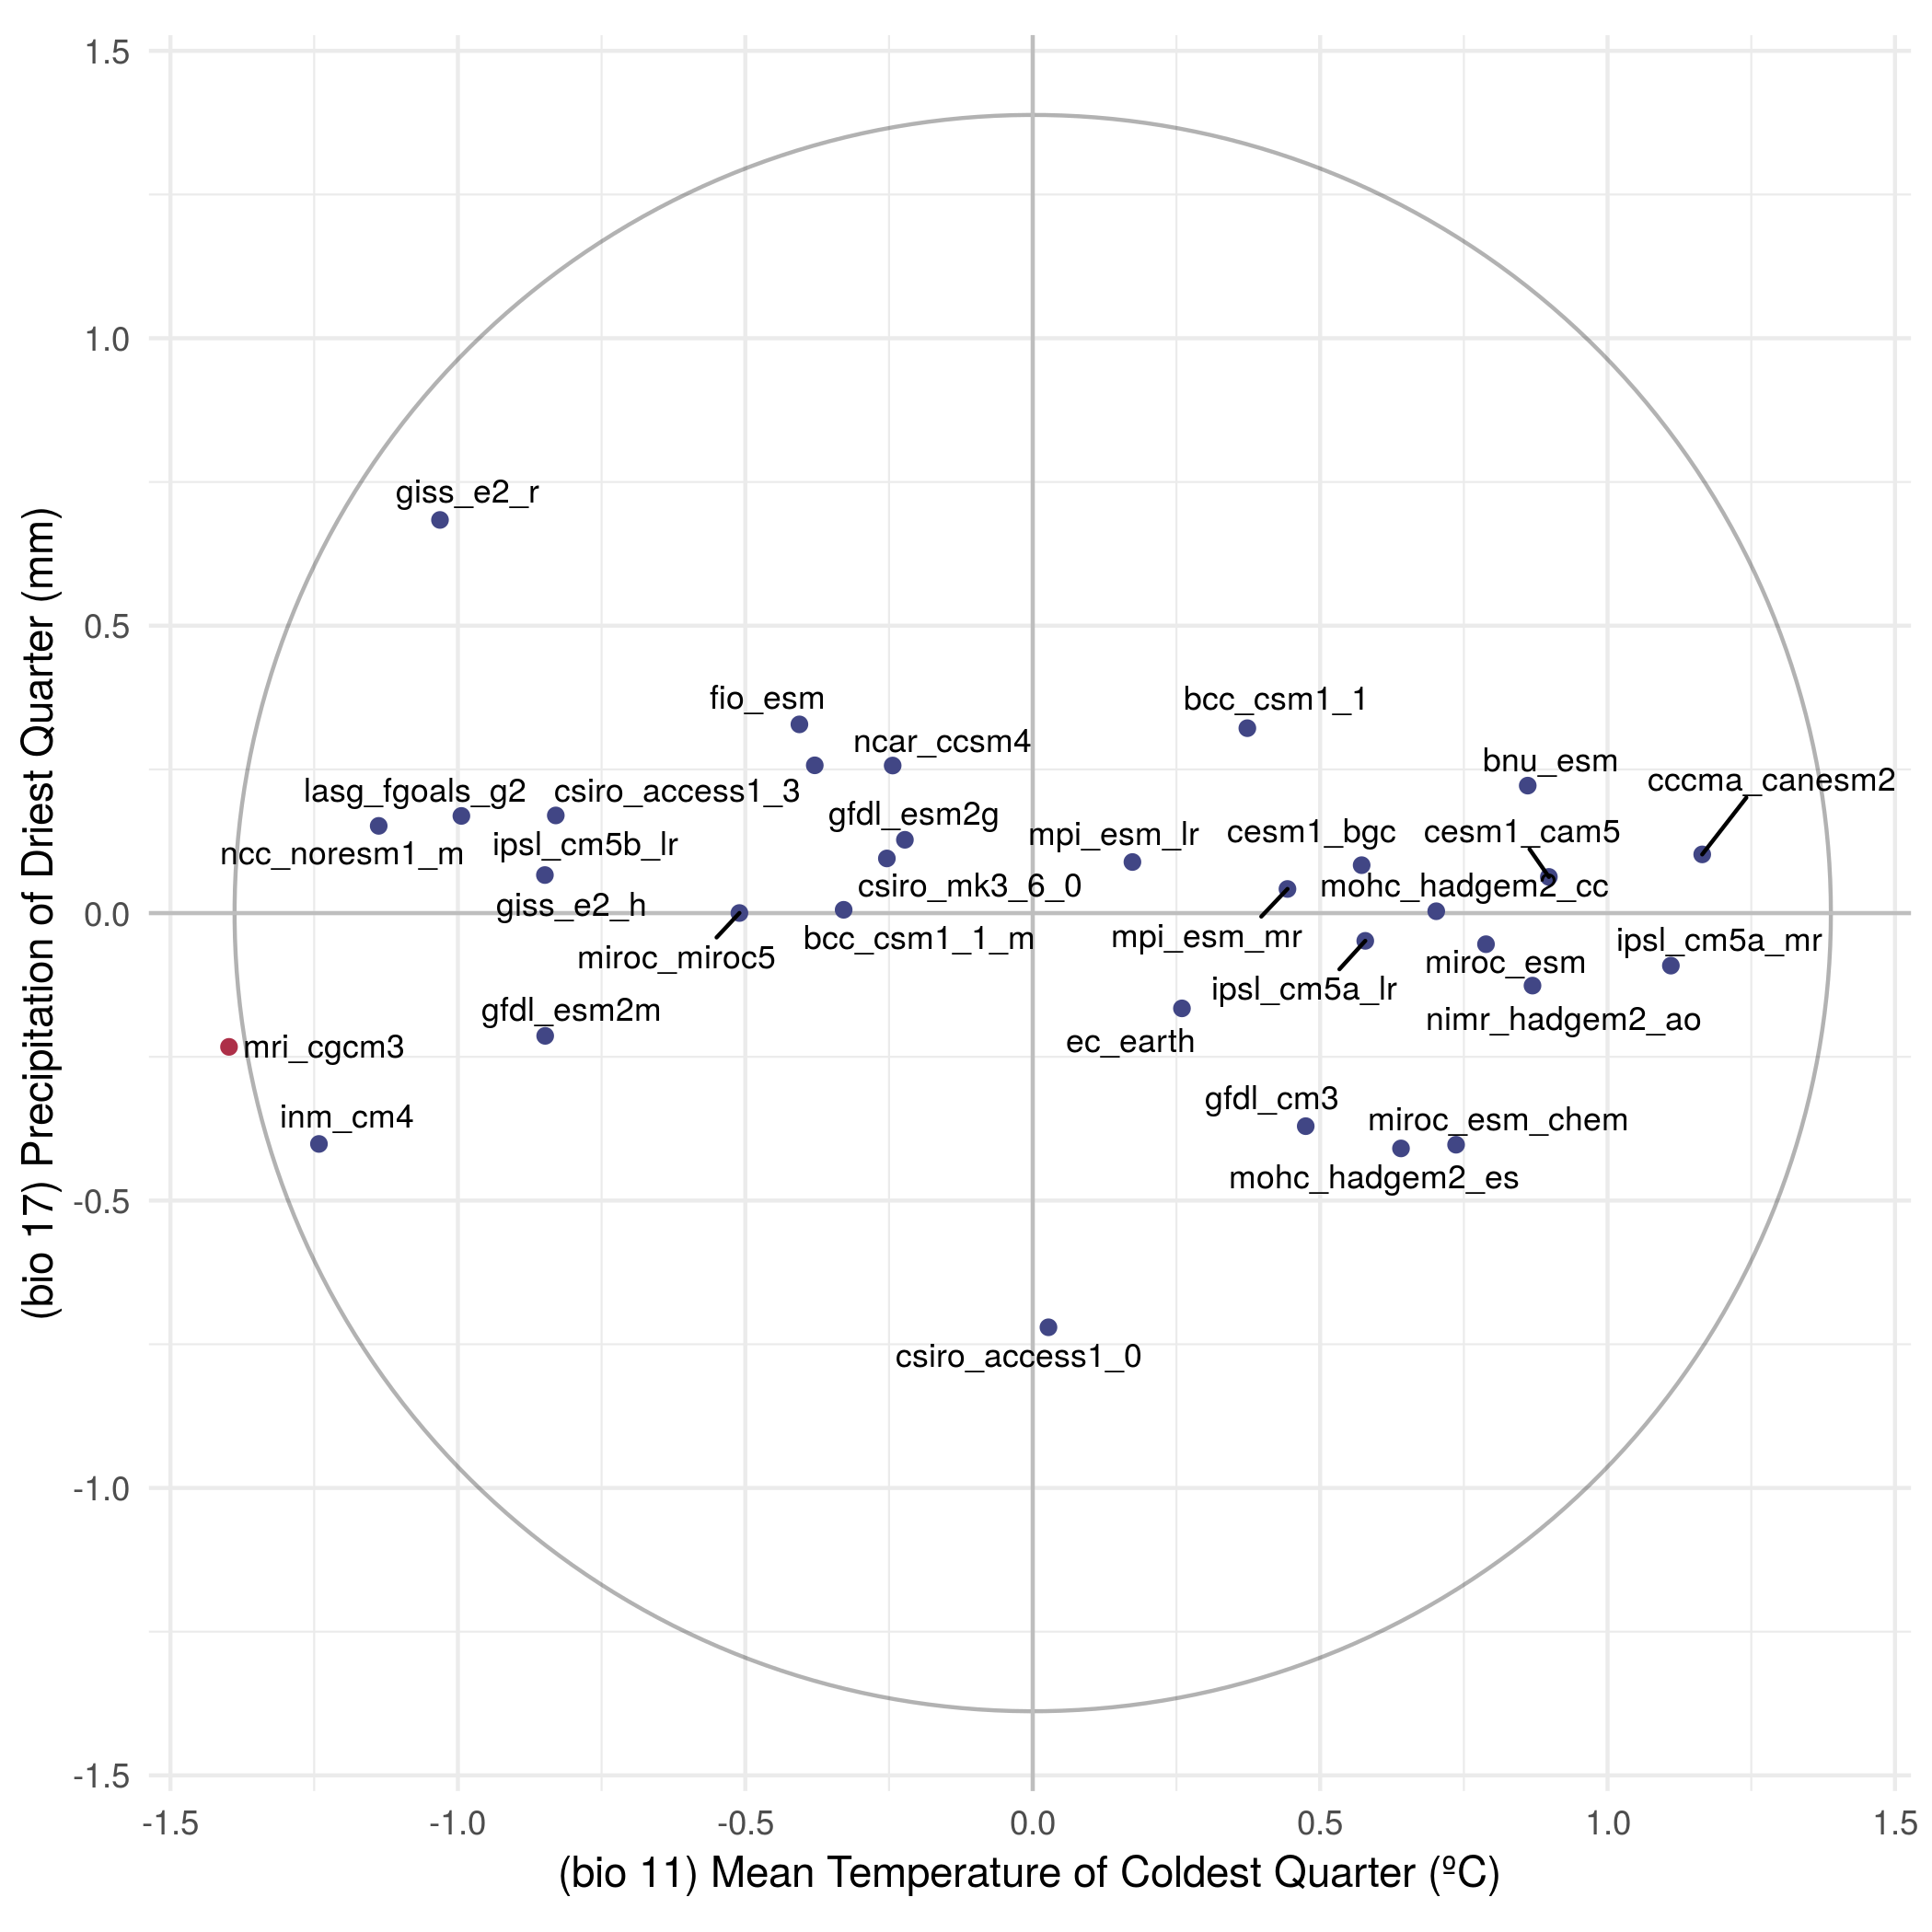 1.5
1.0
giss_e2_r
0.5
fio_esm
bcc_csm1_1
ncar_ccsm4
bnu_esm
cccma_canesm2
lasg_fgoals_g2
csiro_access1_3
gfdl_esm2g
mpi_esm_lr
cesm1_bgc
cesm1_cam5
ncc_noresm1_m
ipsl_cm5b_lr
csiro_mk3_6_0
mohc_hadgem2_cc
giss_e2_h
0.0
bcc_csm1_1_m
mpi_esm_mr
ipsl_cm5a_mr
miroc_miroc5
miroc_esm
ipsl_cm5a_lr
gfdl_esm2m
nimr_hadgem2_ao
ec_earth
mri_cgcm3
gfdl_cm3
inm_cm4
miroc_esm_chem
mohc_hadgem2_es
-0.5
csiro_access1_0
-1.0
-1.5
-1.5 -1.0 -0.5 0.0 0.5 1.0 1.5
(bio 11) Mean Temperature of Coldest Quarter (ºC)
(bio 17) Precipitation of Driest Quarter (mm)